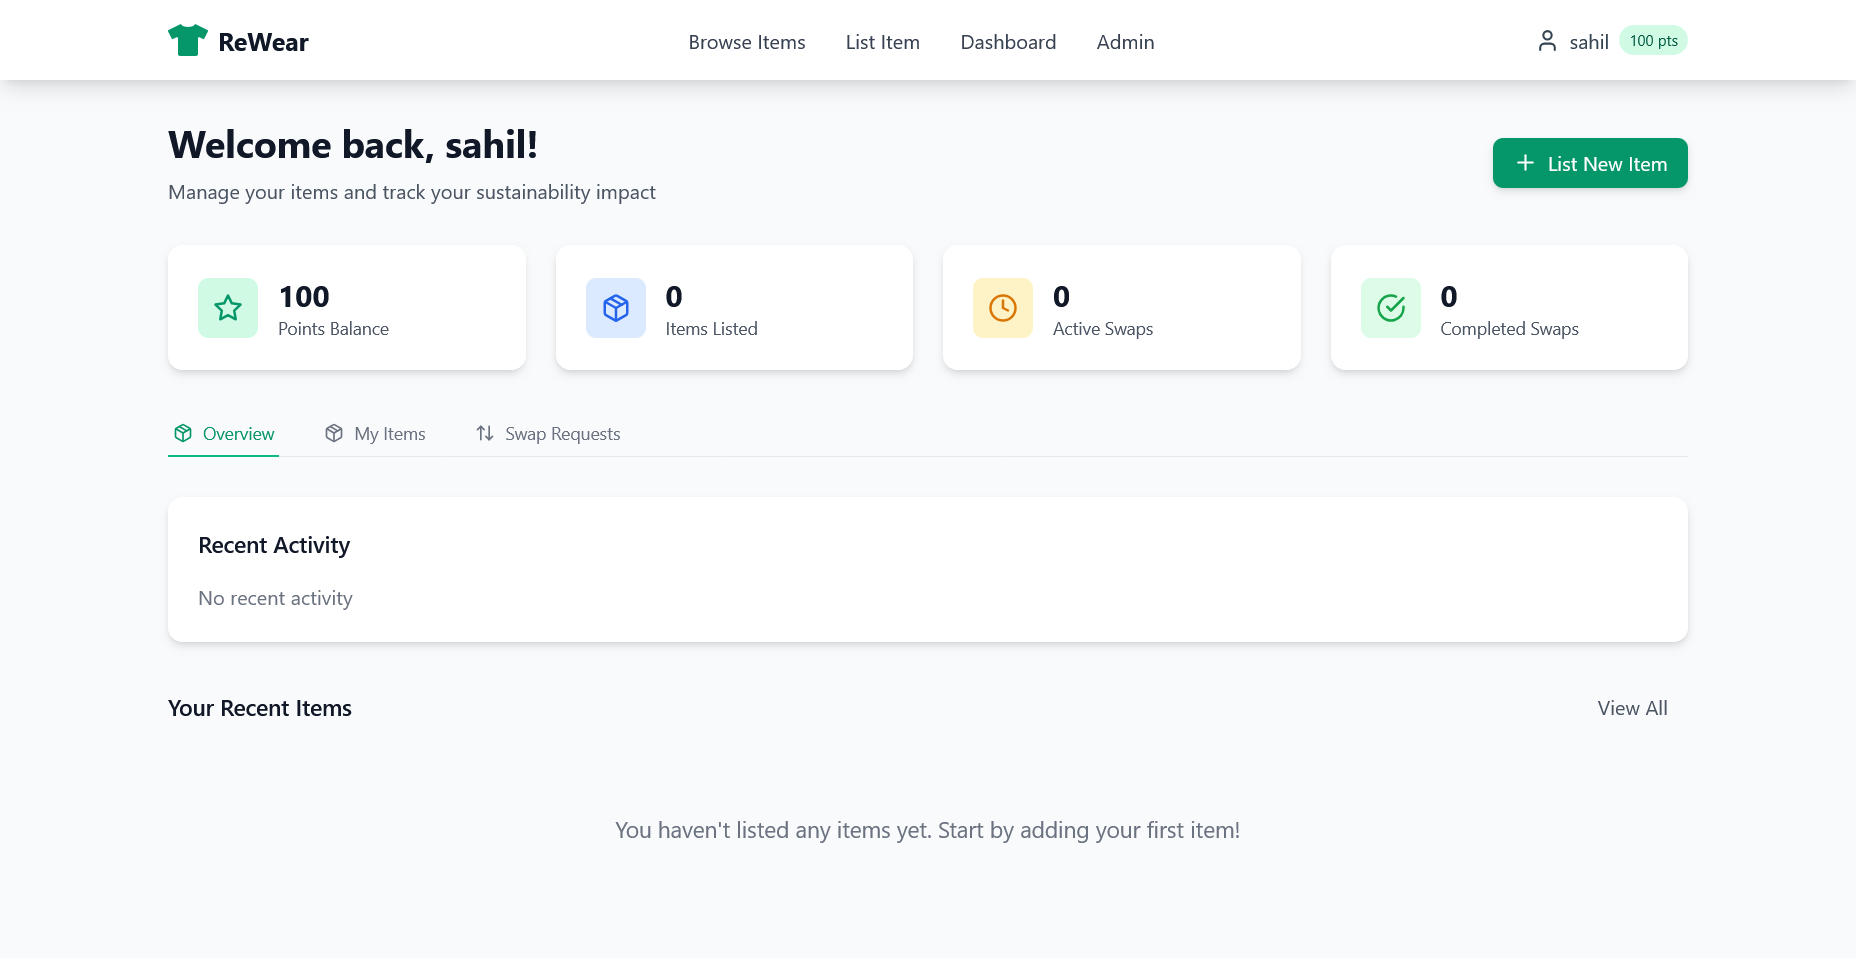 ReWear
Browse Items
List Item
Dashboard
Admin
sahil
100 pts
Welcome back, sahil!
Manage your items and track your sustainability impact
List New Item
100
Points Balance
0
Items Listed
0
Active Swaps
0
Completed Swaps
Overview
My Items
Swap Requests
Recent Activity
No recent activity
Your Recent Items
View All
You haven't listed any items yet. Start by adding your first item!